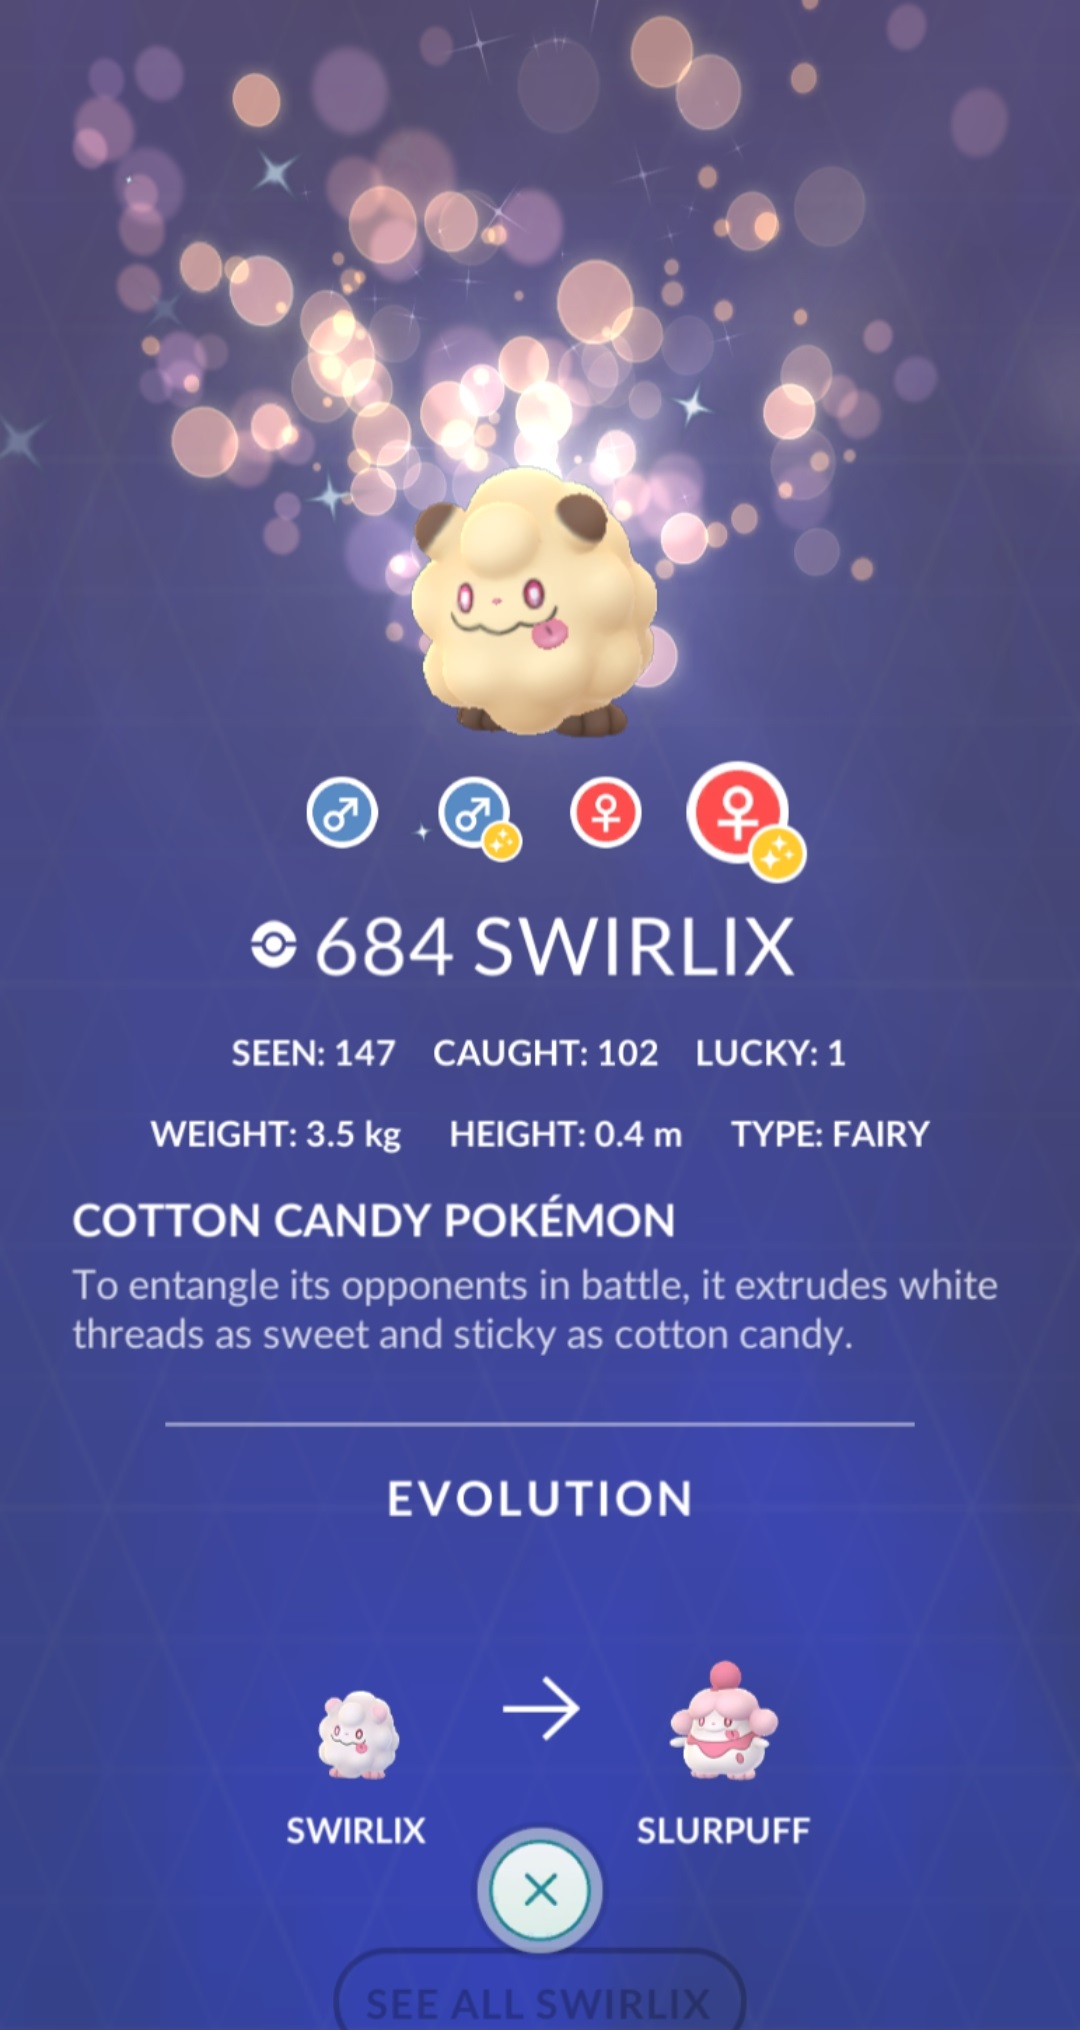 684 SWIRLIX
SEEN: 147 CAUGHT: 102 LUCKY: 1
WEIGHT: 3.5 kg HEIGHT: 0.4 m TYPE: FAIRY
COTTON CANDY POKÉMON
To entangle its opponents in battle, it extrudes white
threads as sweet and sticky as cotton candy.
EVOLUTION
SWIRLIX SLURPUFF
SEE ALL SWIRLIX